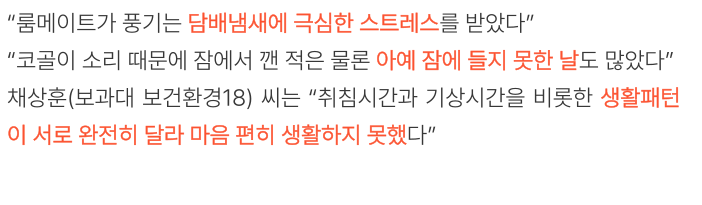 “룸메이트가 풍기는 담배냄새에 극심한 스트레스를 받았다”
“코골이 소리 때문에 잠에서 깬 적은 물론 아예 잠에 들지 못한 날도 많았다”
채상훈(보과대 보건환경18) 씨는 “취침시간과 기상시간을 비롯한 생활패턴
이 서로 완전히 달라 마음 편히 생활하지 못했다”